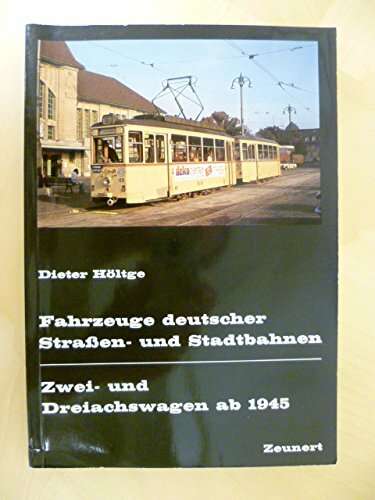 Dieter Höltge
Fahrzeuge deutscher
Straßen- und Stadtbahnen
Zwei- und
Dreiachswagen ab 1945
Zeunert